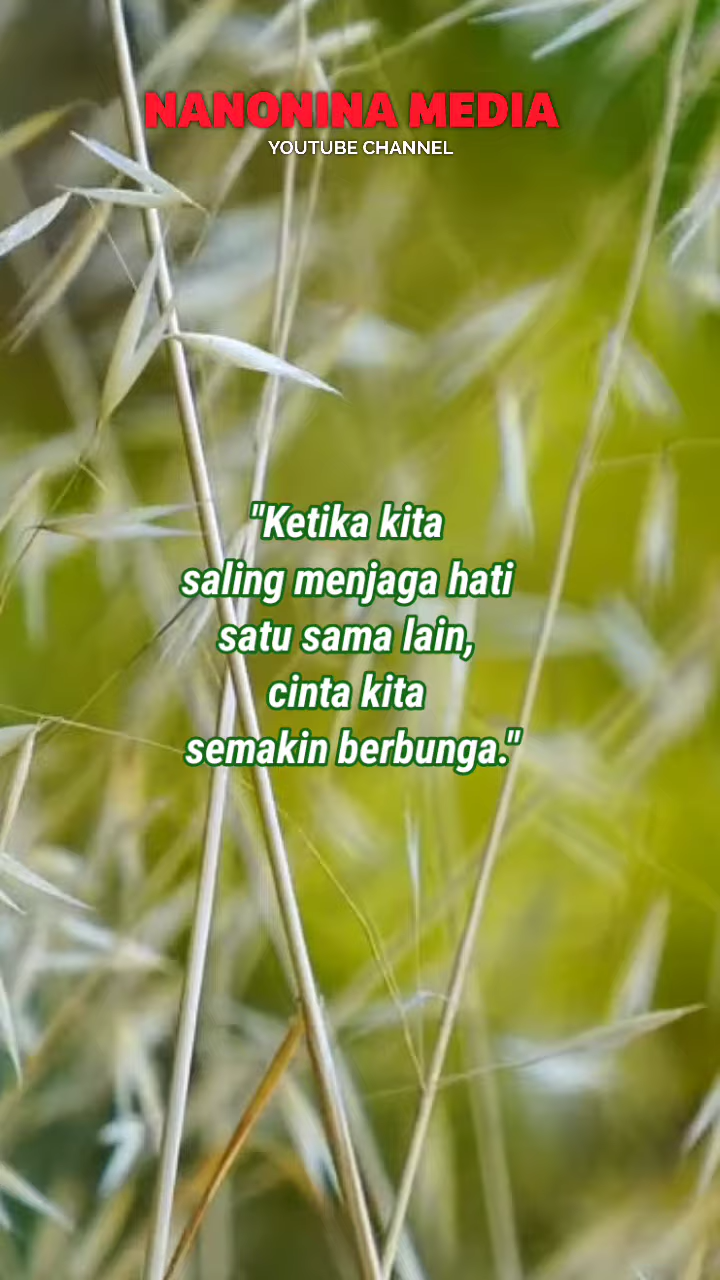 NANONINA MEDIA
YOUTUBE CHANNEL
"Ketika kita
saling menjaga hati
satu sama lain,
cinta kita
semakin berbunga."